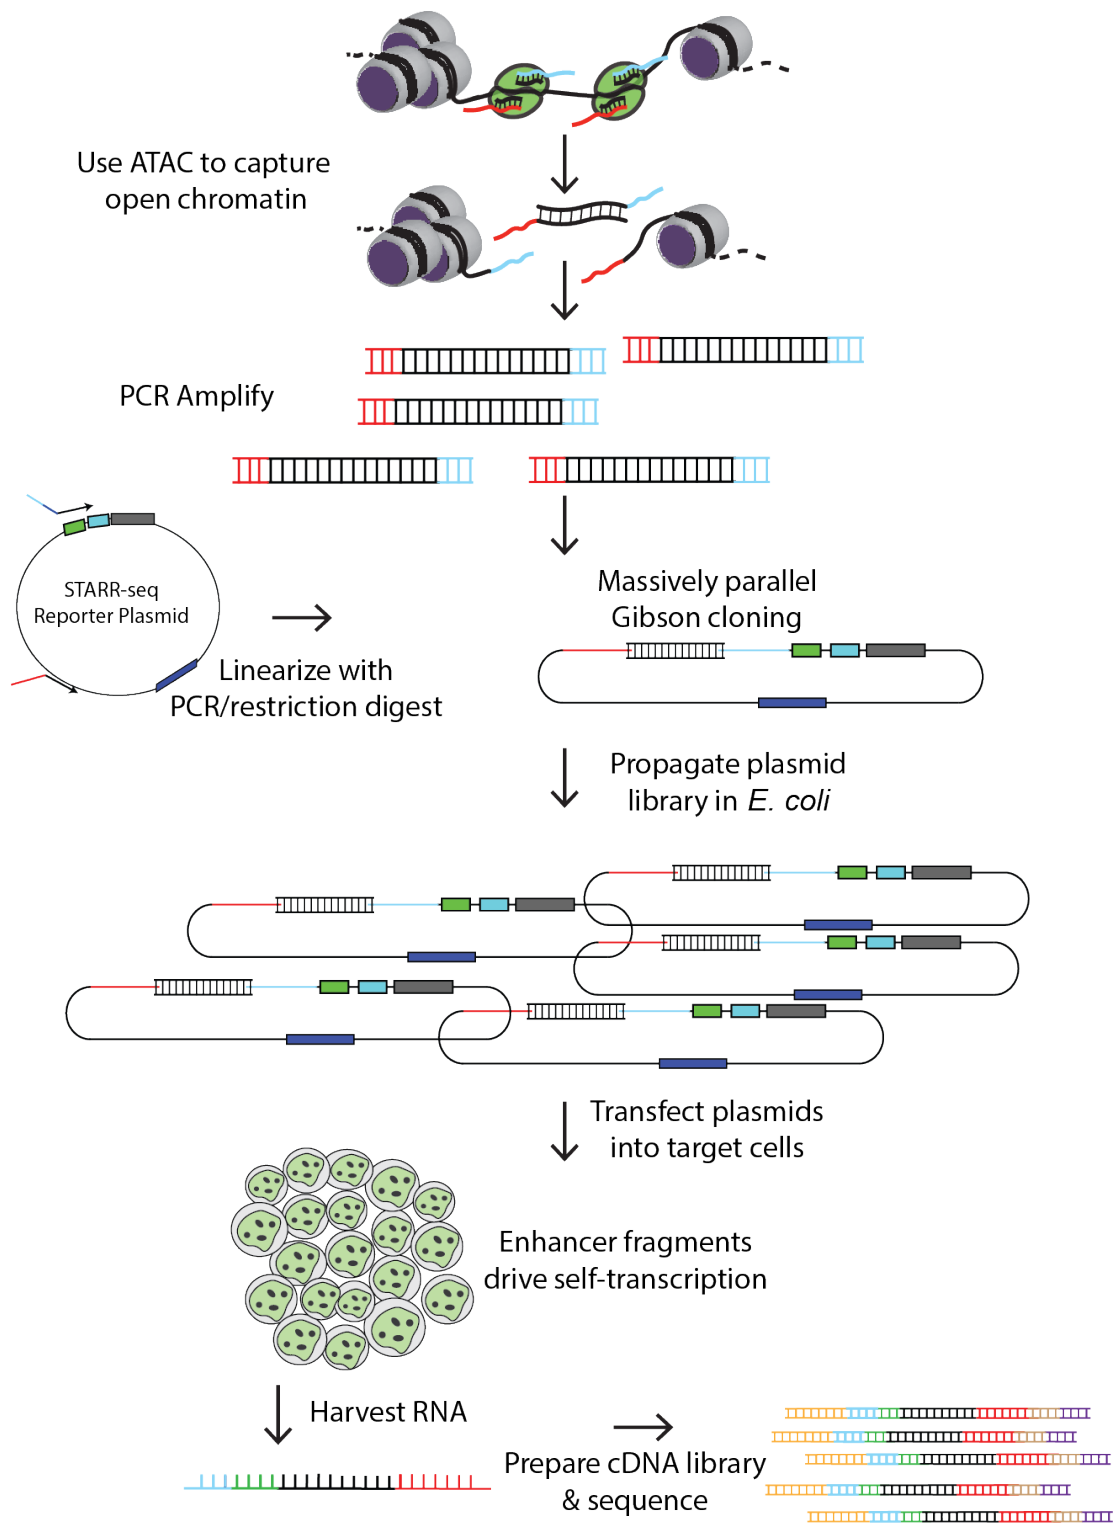 Use ATAC to capture
open chromatin
PCR Amplify
STARR-seq
Reporter Plasmid
Linearize with
PCR/restriction digest
Massively parallel
Gibson cloning
Propagate plasmid
library in E. coli
Transfect plasmids
into target cells
Enhancer fragments
drive self-transcription
Harvest RNA
Prepare cDNA library
& sequence